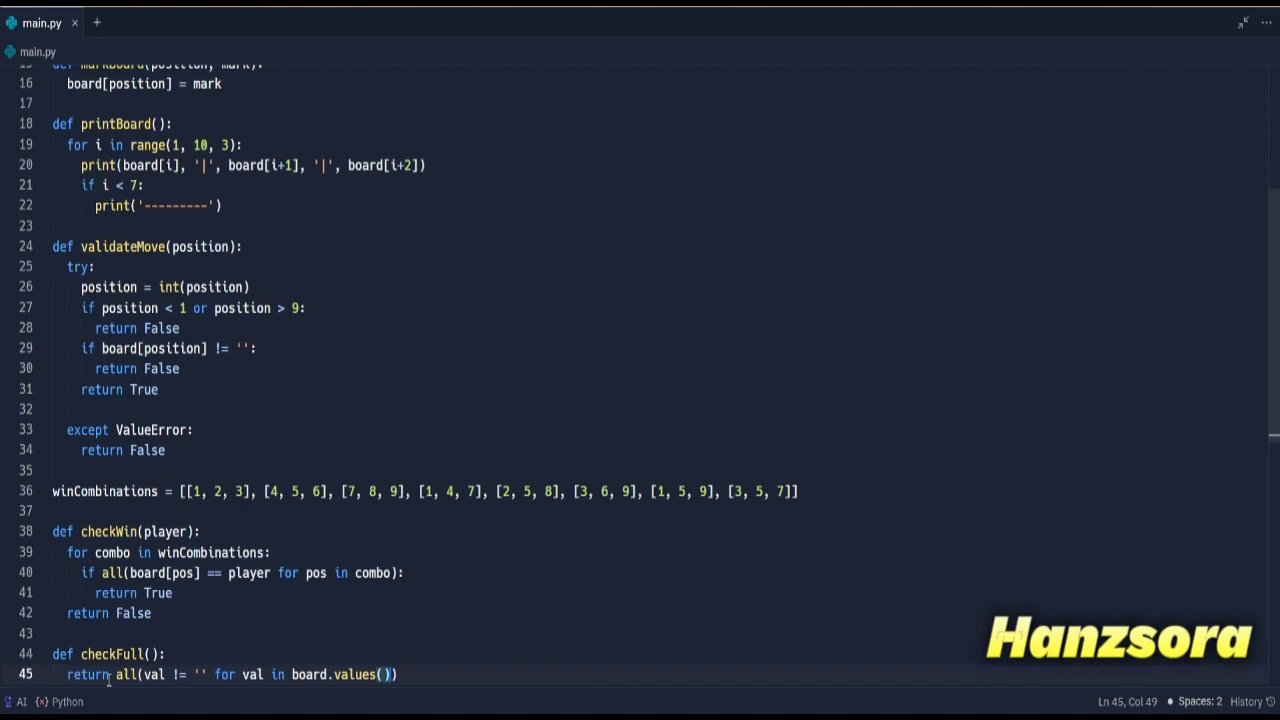 main.py
main.py
def markBoard(position, mark):
16 board[position] = mark
17
18 def printBoard():
19 for i in range(1, 10, 3):
20 print(board[i], '|', board[i+1], '|', board[i+2])
21 if i < 7:
22 print('---------')
23
24 def validateMove(position):
25 try:
26 position = int(position)
27 if position < 1 or position > 9:
28 return False
29 if board[position] != '':
30 return False
31 return True
32
33 except ValueError:
34 return False
35
36 winCombinations = [[1, 2, 3], [4, 5, 6], [7, 8, 9], [1, 4, 7], [2, 5, 8], [3, 6, 9], [1, 5, 9], [3, 5, 7]]
37
38 def checkWin(player):
39 for combo in winCombinations:
40 if all(board[pos] == player for pos in combo):
41 return True
42 return False
43
44 def checkFull():
45 return all(val != '' for val in board.values())
Hanzsora
AI {×} Python Ln 45, Col 49 Spaces: 2 History